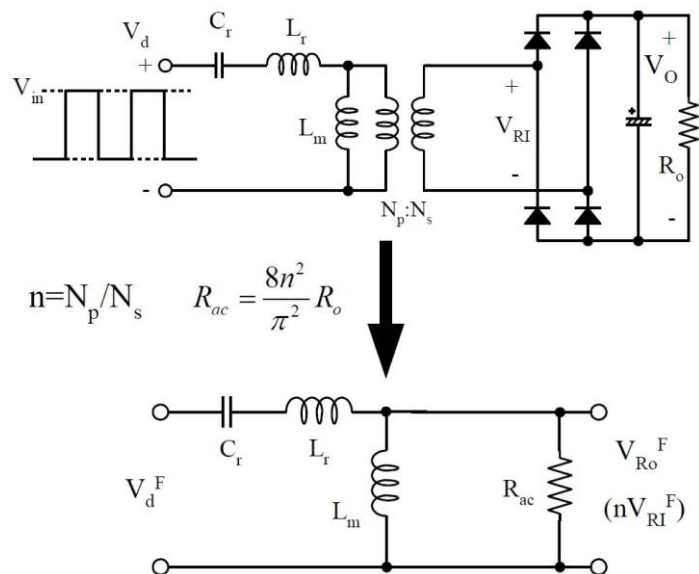 C_r
L_r
V_d
+
V_in
L_m
-
N_p:N_s
+
V_RI
-
+
V_O
+
R_o
-
n=N_p/N_s
R_ac = 8n^2/π^2 R_o
C_r
L_r
V_d^F
L_m
R_ac
V_Ro^F
(nV_RI^F)